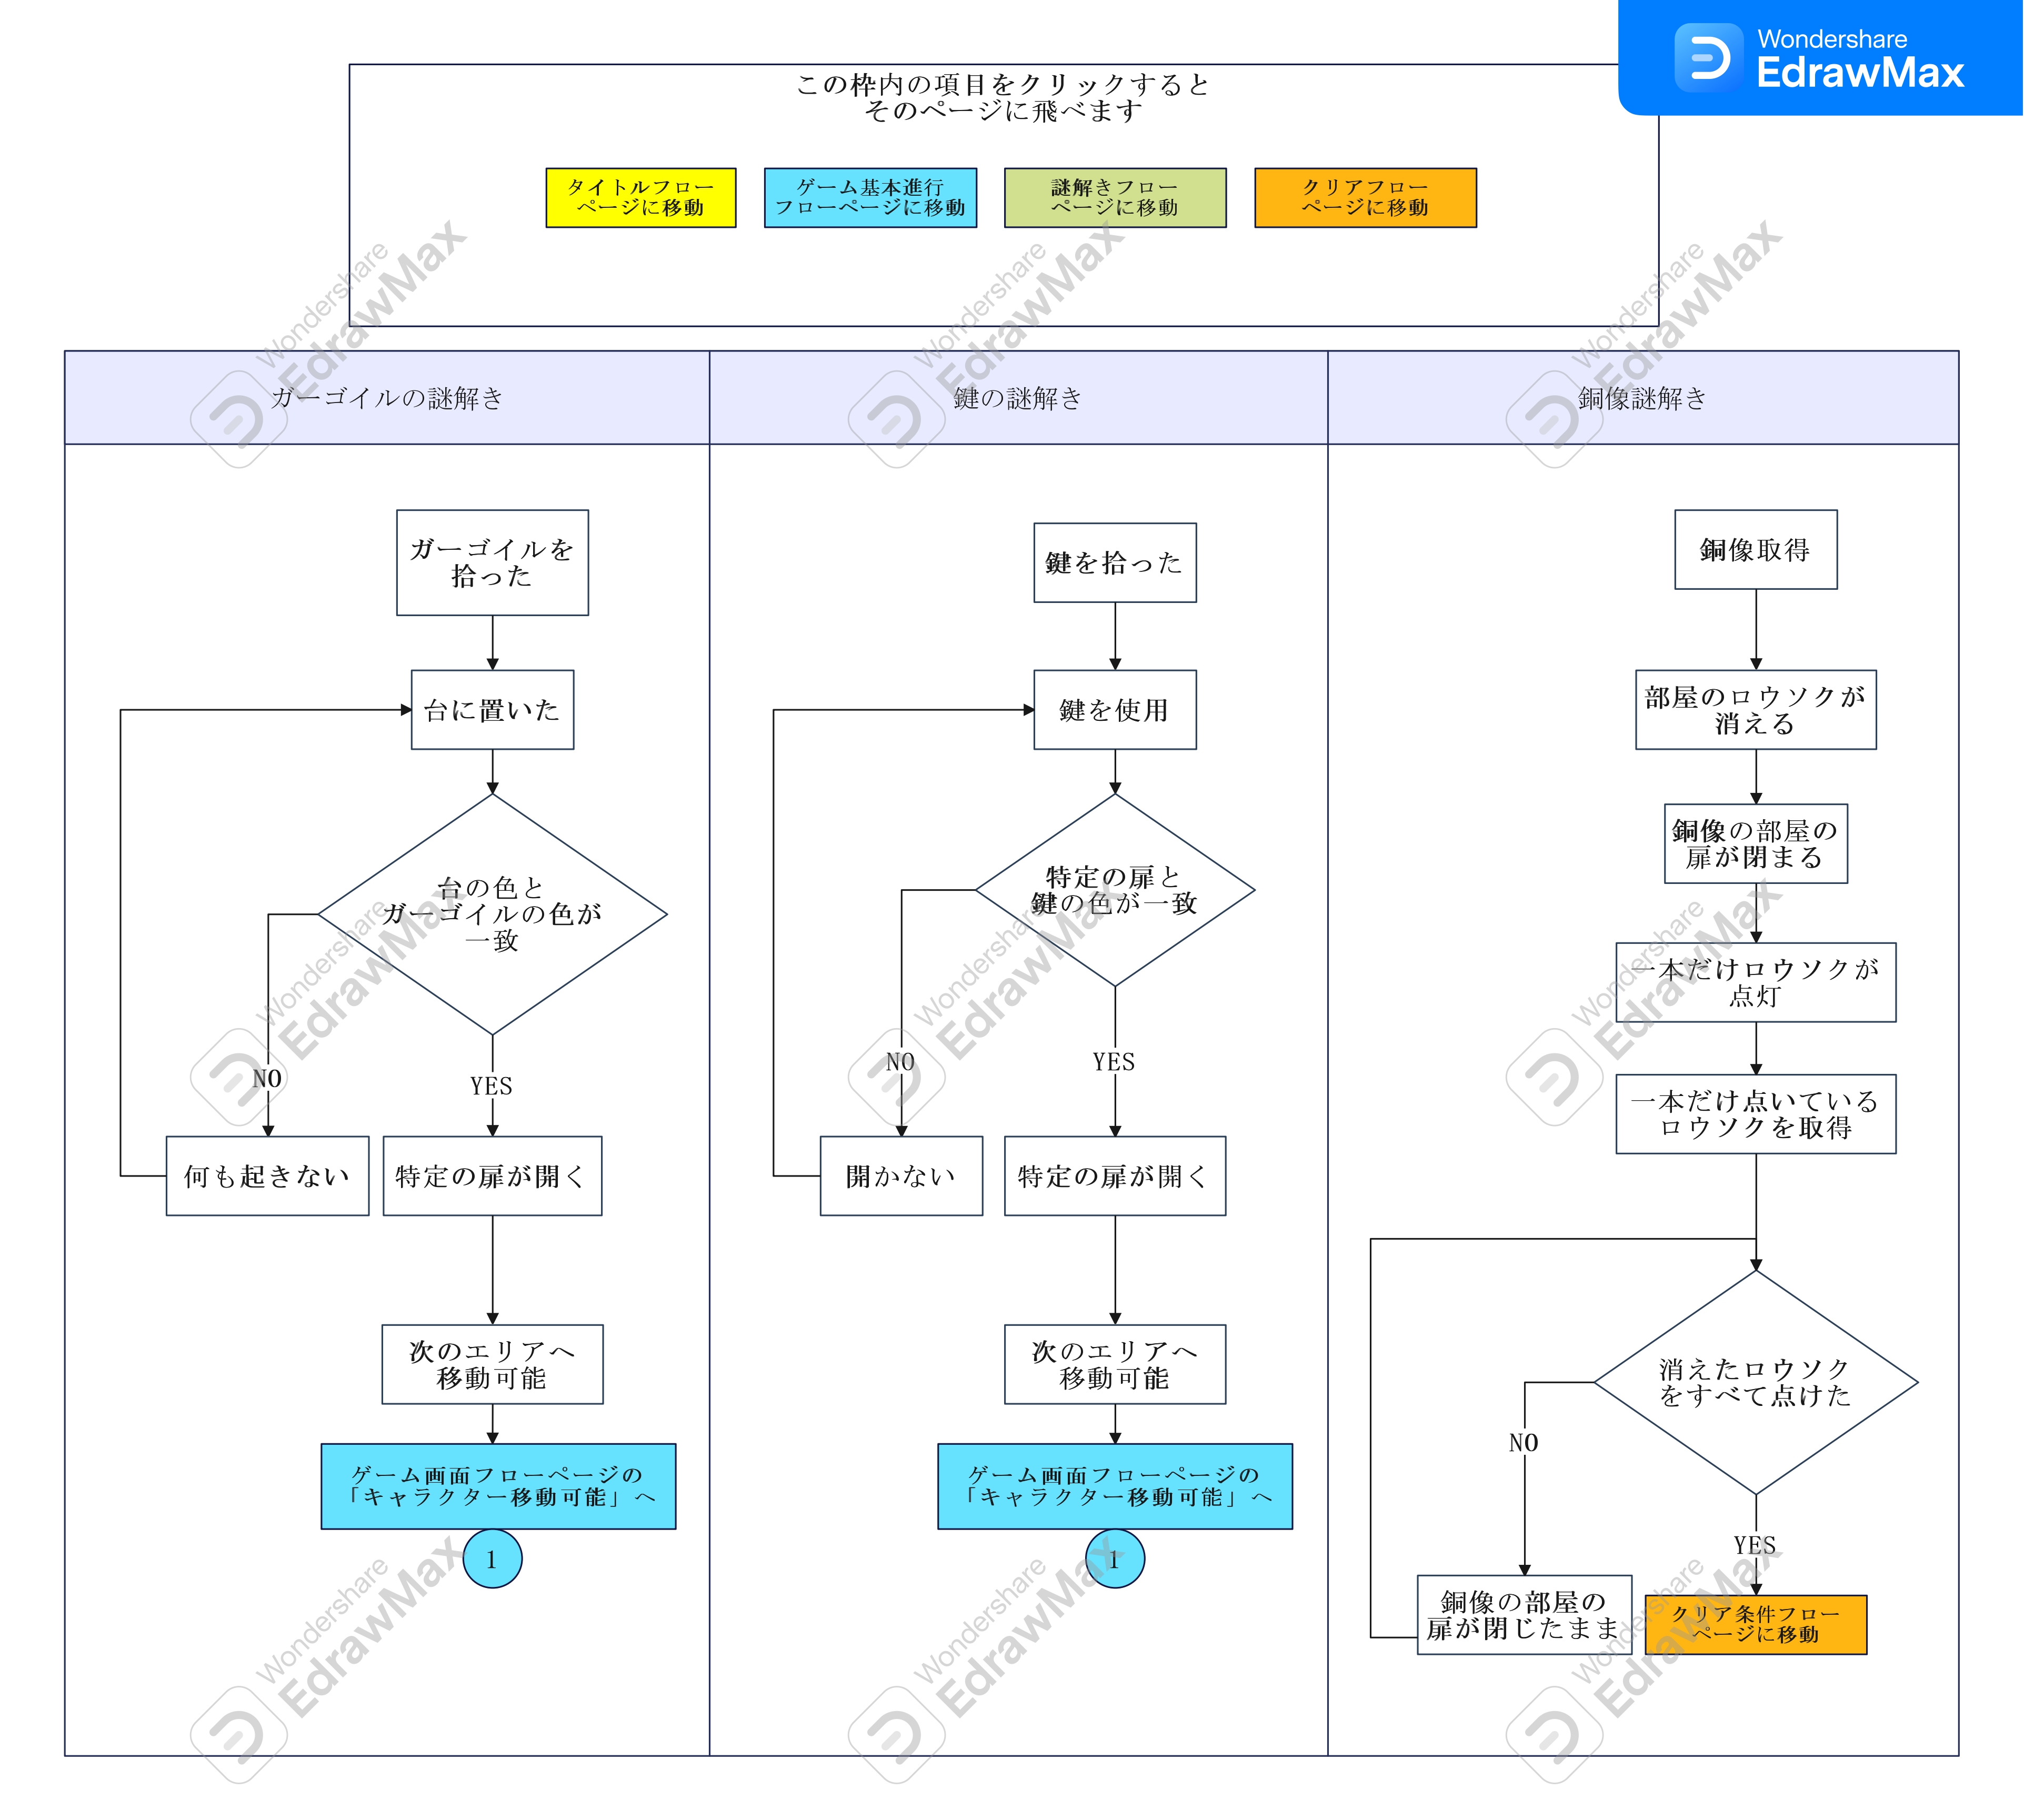 Wondershare
EdrawMax
この枠内の項目をクリックすると
そのページに飛べます
タイトルフロー
ページに移動
ゲーム基本進行
フローページに移動
謎解きフロー
ページに移動
クリアフロー
ページに移動
ガーゴイルの謎解き
鍵の謎解き
銅像謎解き
ガーゴイルを
拾った
台に置いた
台の色と
ガーゴイルの色が
一致
NO
YES
何も起きない
特定の扉が開く
次のエリアへ
移動可能
ゲーム画面フローページの
「キャラクター移動可能」へ
1
鍵を拾った
鍵を使用
特定の扉と
鍵の色が一致
NO
YES
開かない
特定の扉が開く
次のエリアへ
移動可能
ゲーム画面フローページの
「キャラクター移動可能」へ
1
銅像取得
部屋のロウソクが
消える
銅像の部屋の
扉が閉まる
一本だけロウソクが
点灯
一本だけ点いている
ロウソクを取得
消えたロウソク
をすべて点けた
NO
YES
銅像の部屋の
扉が閉じたまま
クリア条件フロー
ページに移動
Wondershare
EdrawMax
Wondershare
EdrawMax
Wondershare
EdrawMax
Wondershare
EdrawMax
Wondershare
EdrawMax
Wondershare
EdrawMax
Wondershare
EdrawMax
Wondershare
EdrawMax
Wondershare
EdrawMax